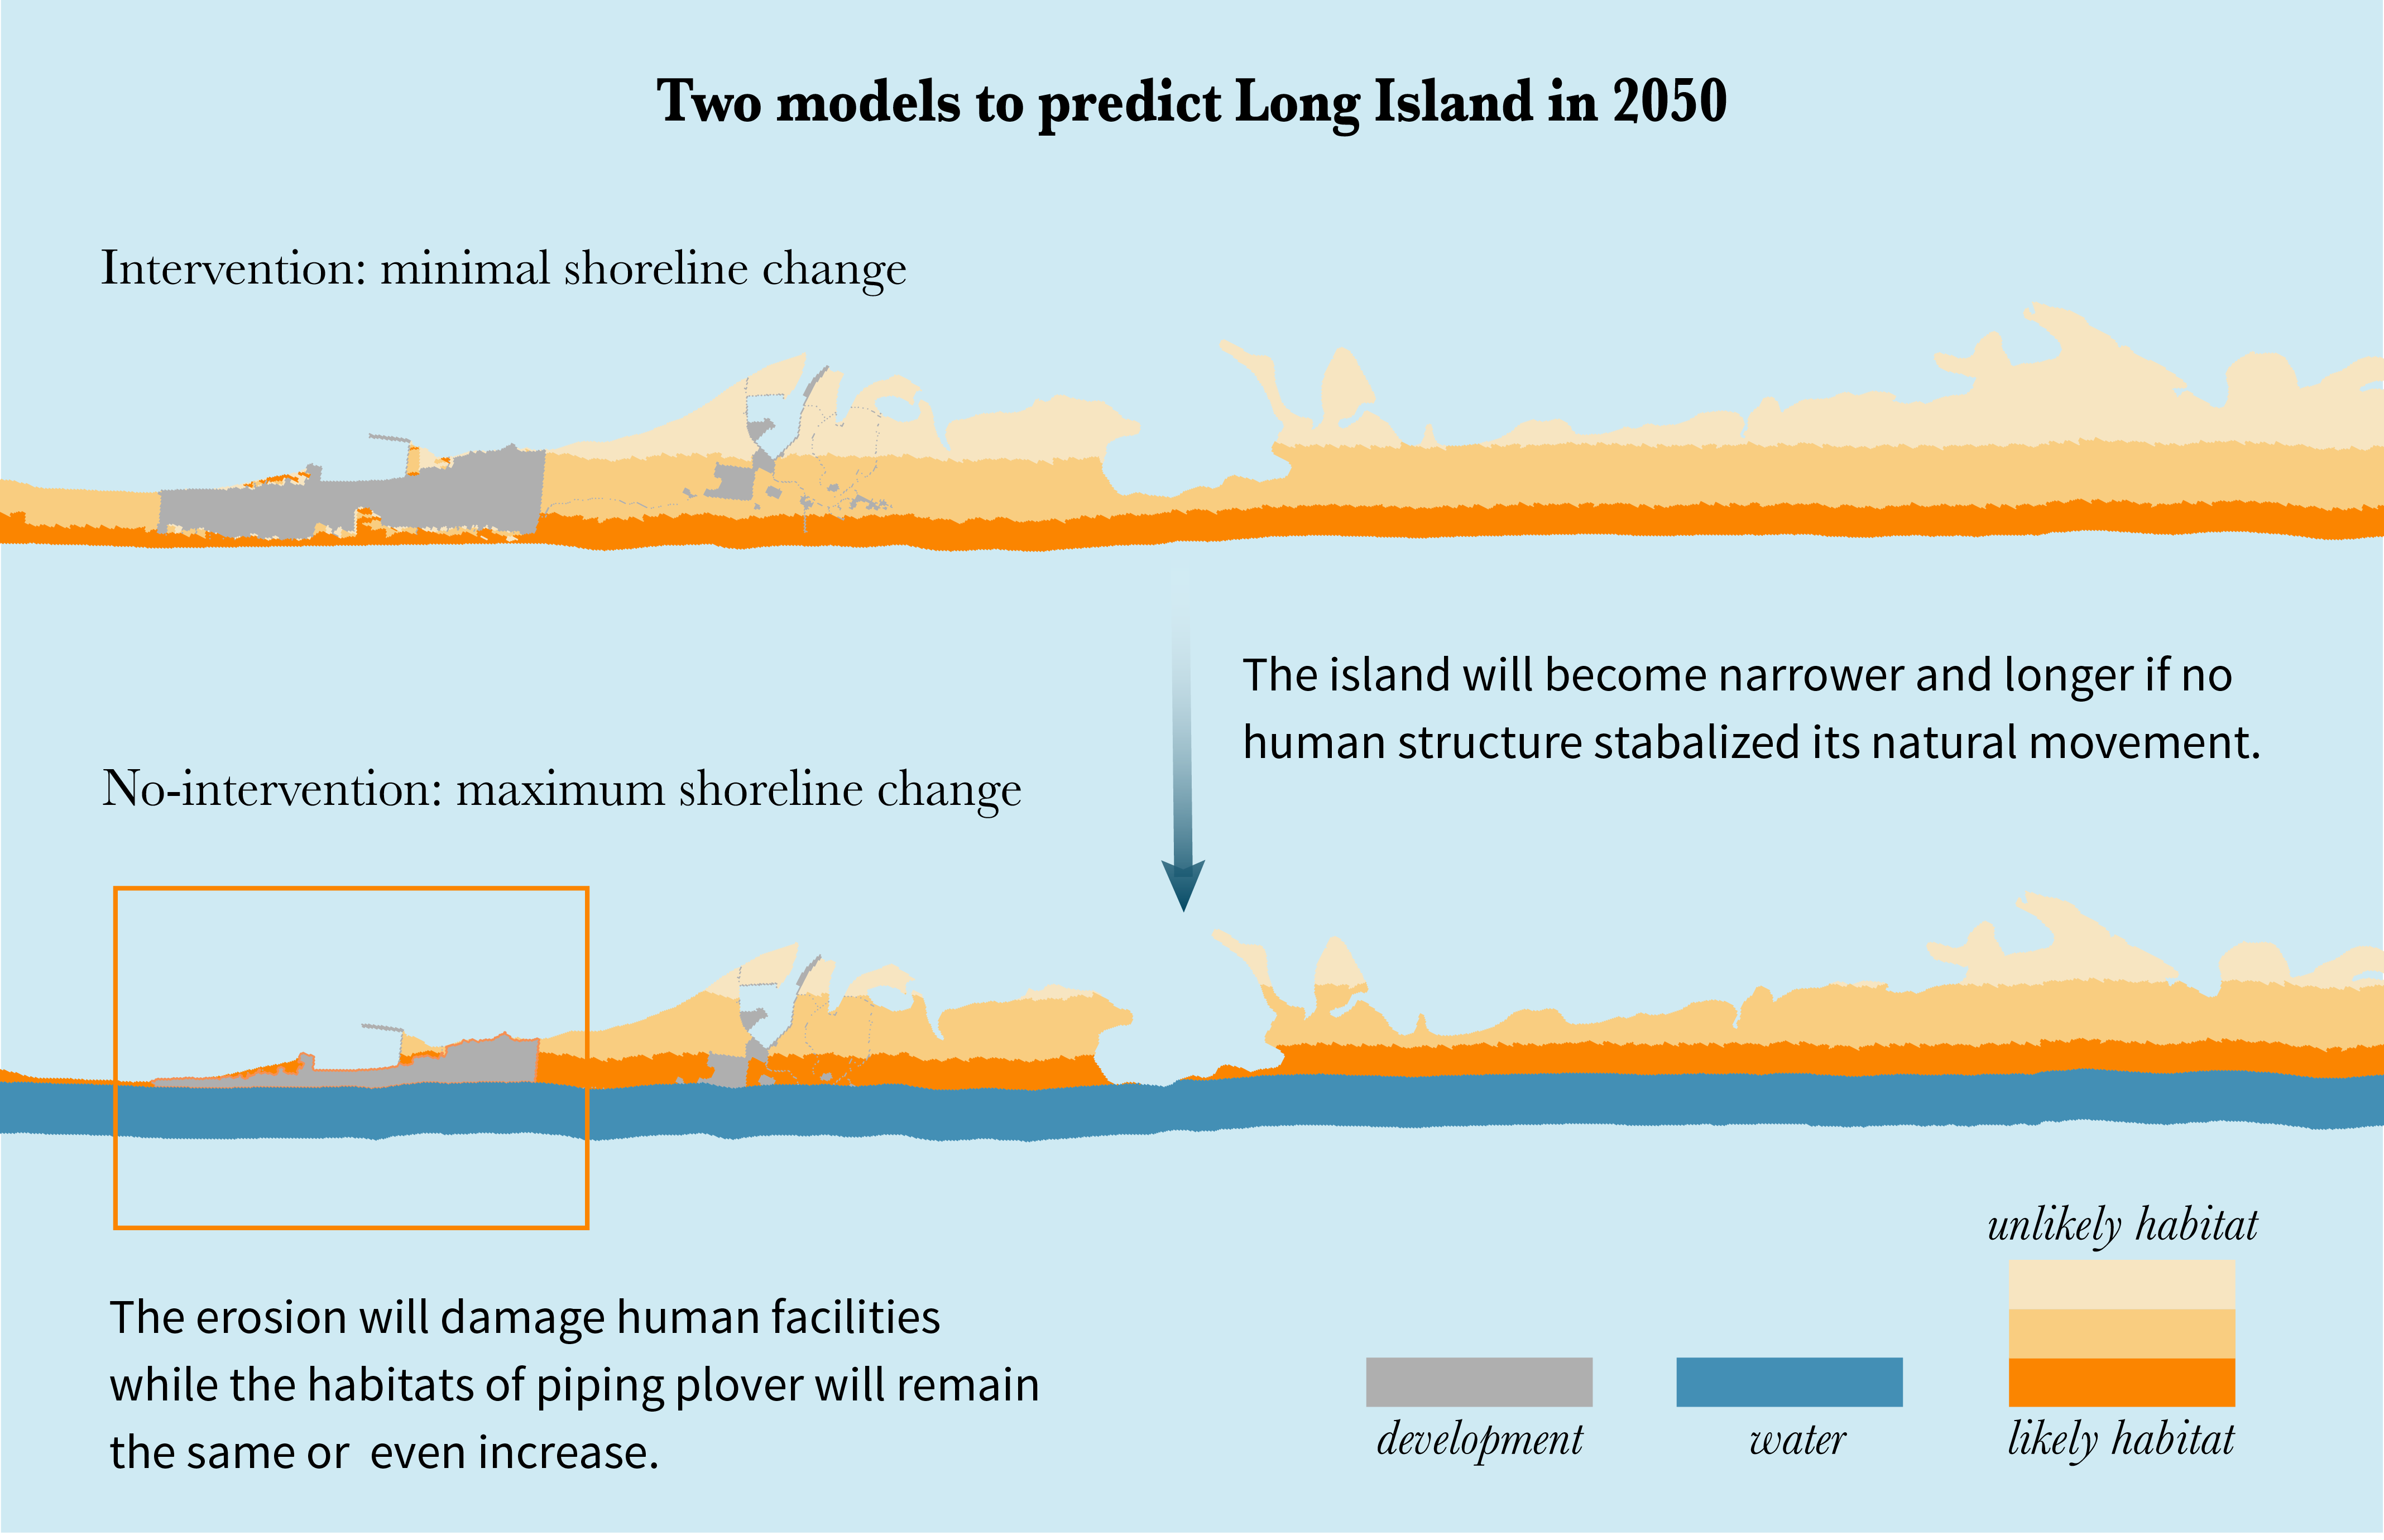 Two models to predict Long Island in 2050
Intervention: minimal shoreline change
The island will become narrower and longer if no
human structure stabalized its natural movement.
No-intervention: maximum shoreline change
The erosion will damage human facilities
while the habitats of piping plover will remain
the same or  even increase.
unlikely habitat
development
water
likely habitat